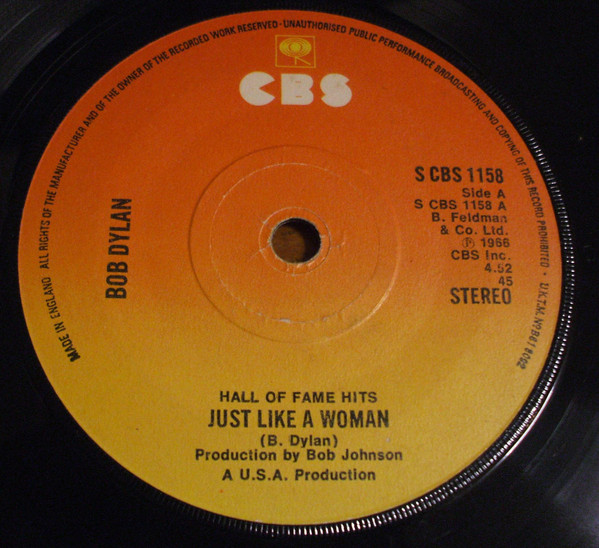 MADE IN ENGLAND ALL RIGHTS OF THE MANUFACTURER AND OF THE OWNER OF THE RECORDED WORK RESERVED · UNAUTHORISED PUBLIC PERFORMANCE BROADCASTING AND COPYING OF THIS RECORD PROHIBITED ·
CBS
BOB DYLAN
S CBS 1158
Side A
S CBS 1158 A
B. Feldman
& Co. Ltd.
℗ 1966
CBS Inc.
4.52
45
STEREO
HALL OF FAME HITS
JUST LIKE A WOMAN
(B. Dylan)
Production by Bob Johnson
A U.S.A. Production